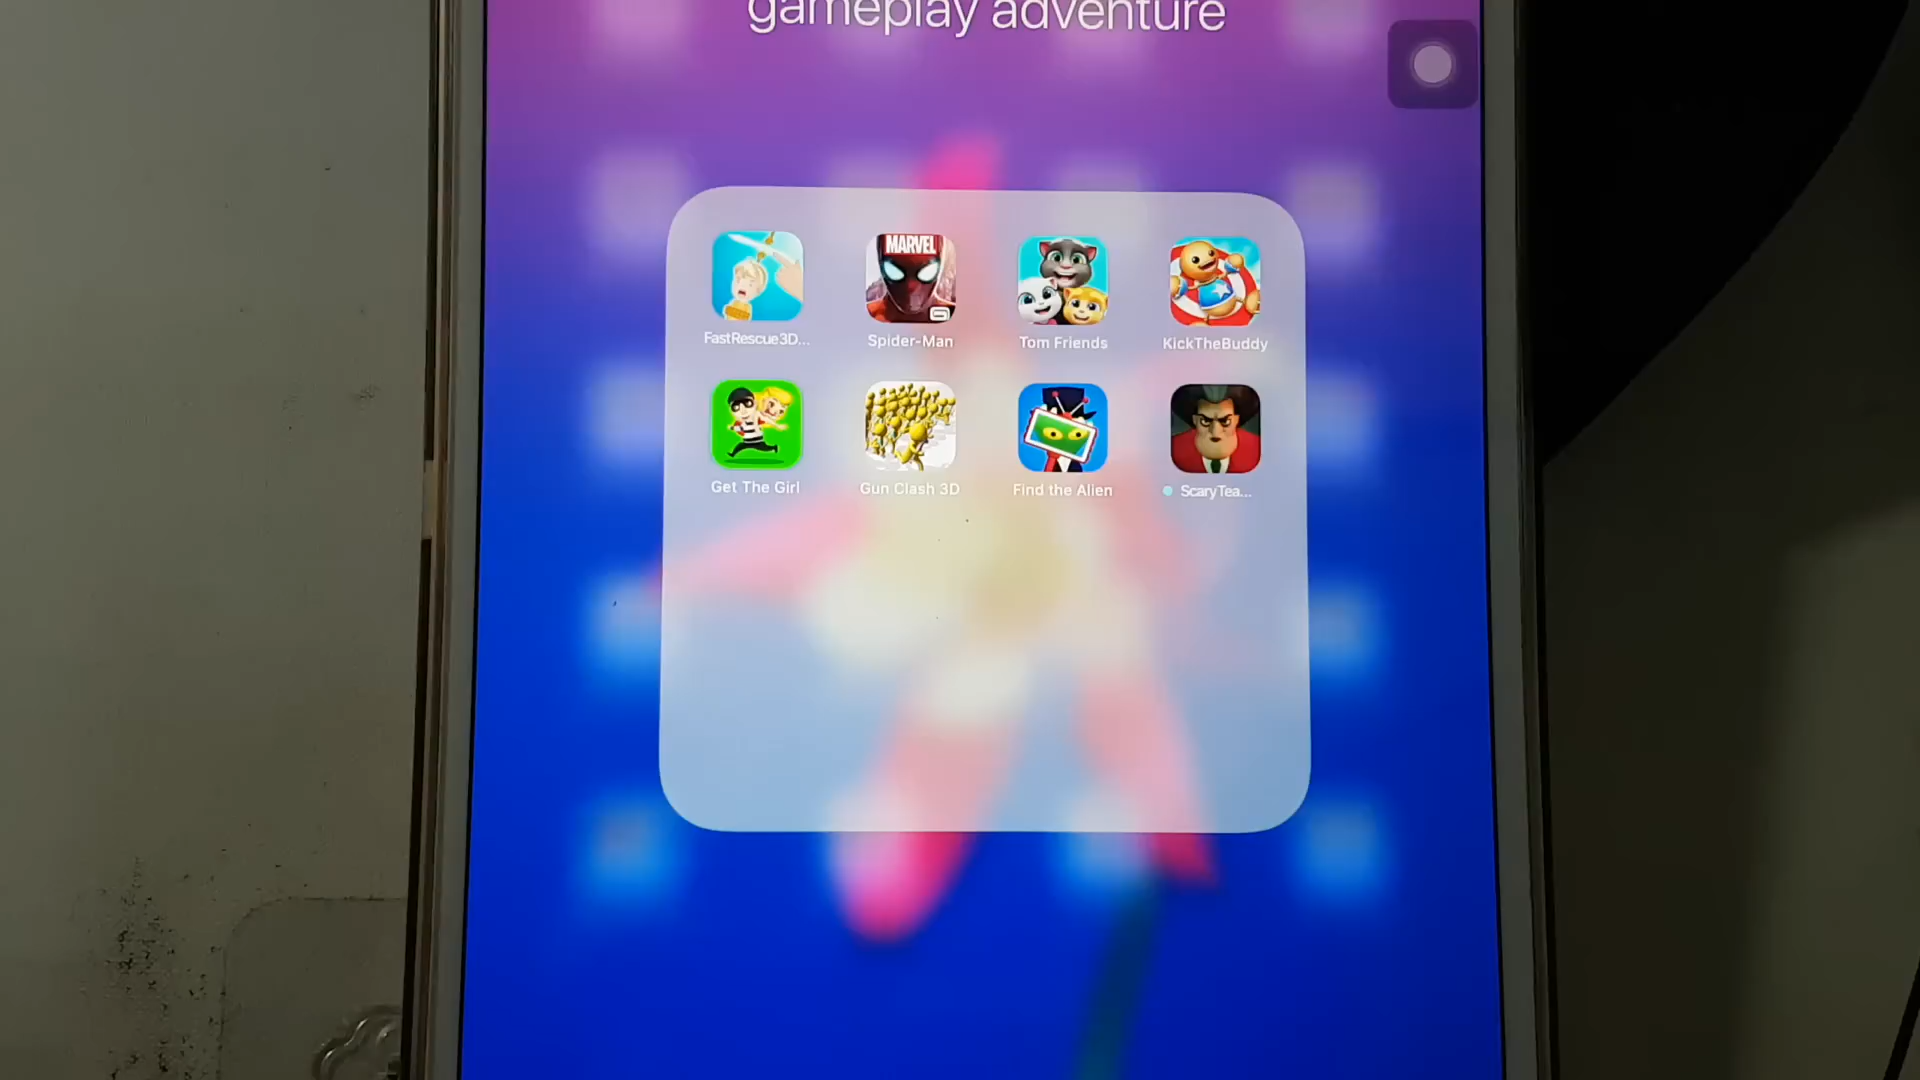 gameplay adventure
MARVEL
FastRescue3D...
Spider-Man
Tom Friends
KickTheBuddy
Get The Girl
Gun Clash 3D
Find the Alien
ScaryTea...